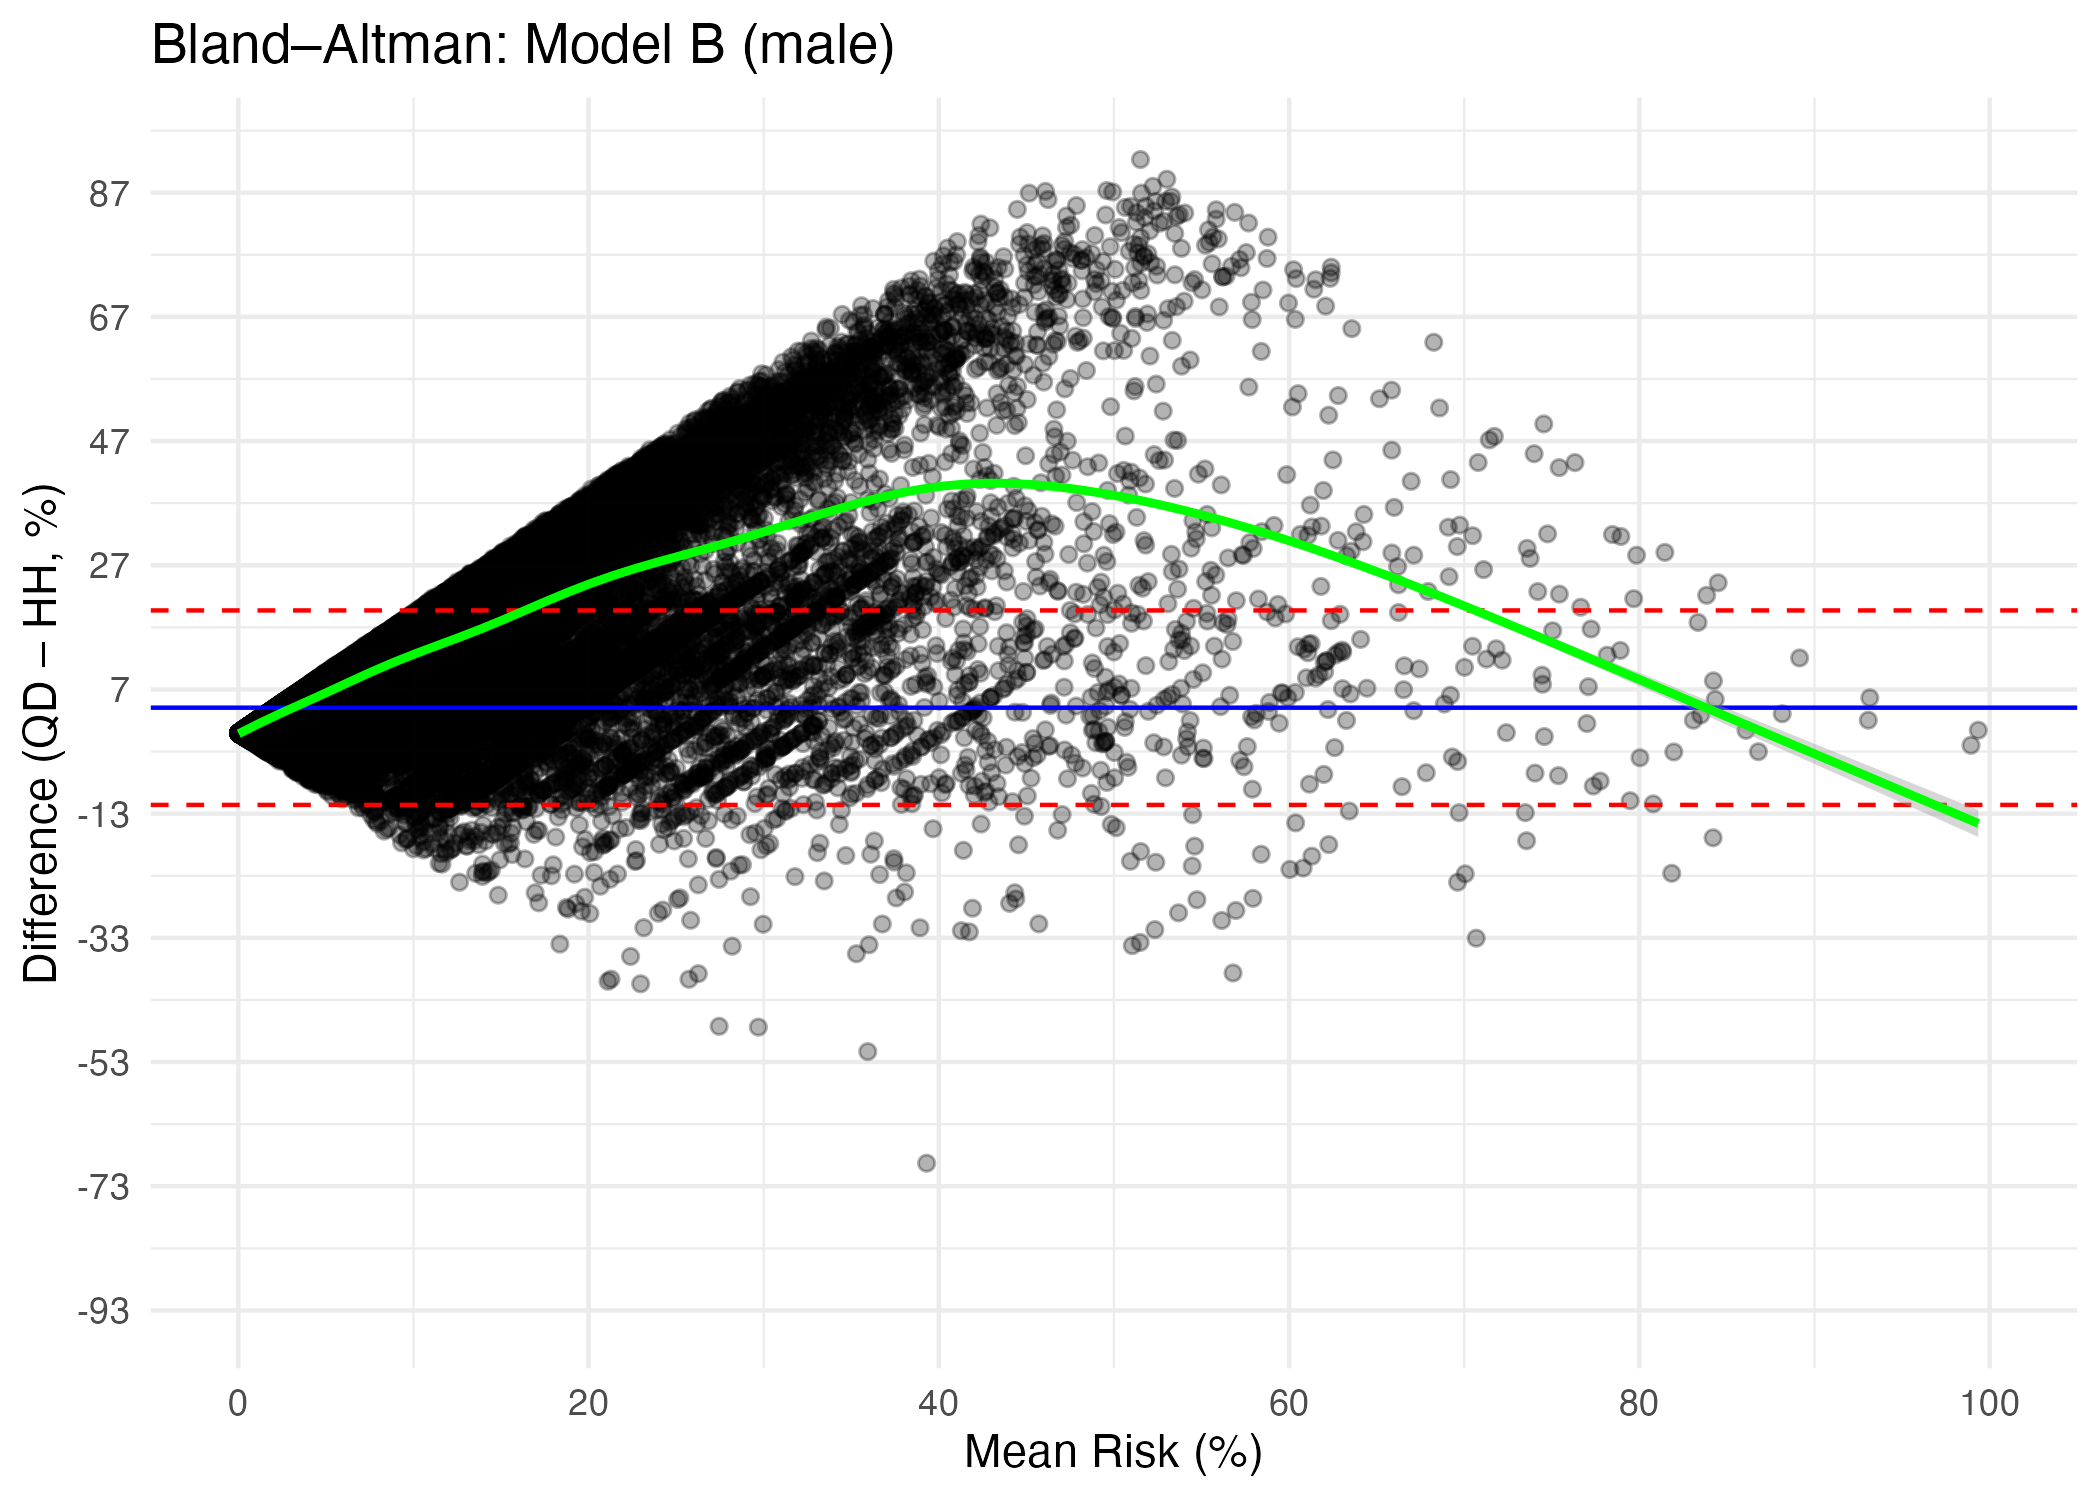 Bland–Altman: Model B (male)
Difference (QD – HH, %)
87
67
47
27
7
-13
-33
-53
-73
-93
0 20 40 60 80 100
Mean Risk (%)